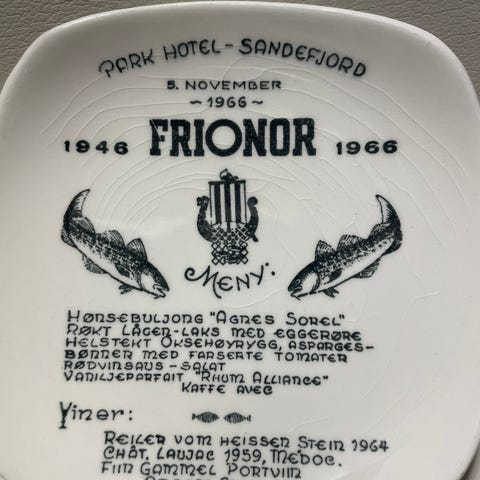 PARK HOTEL - SANDEFJORD
5. NOVEMBER
~ 1966 ~
1946 FRIONOR 1966
MENY:
HØNSEBULJONG "AGNES SOREL"
RØKT LÅGEN-LAKS MED EGGERØRE
HELSTEKT OKSEHØYRYGG, ASPARGES-
BØNNER MED FARSERTE TOMATER
RØDVINSAUS - SALAT
VANILJEPARFAIT "RHUM ALLIANCE"
KAFFE AVEC
Viner:
REILER VOM HEISSEN STEIN 1964
CHÂT. LAUJAC 1959, MÉDOC.
FIIN GAMMEL PORTVIIN